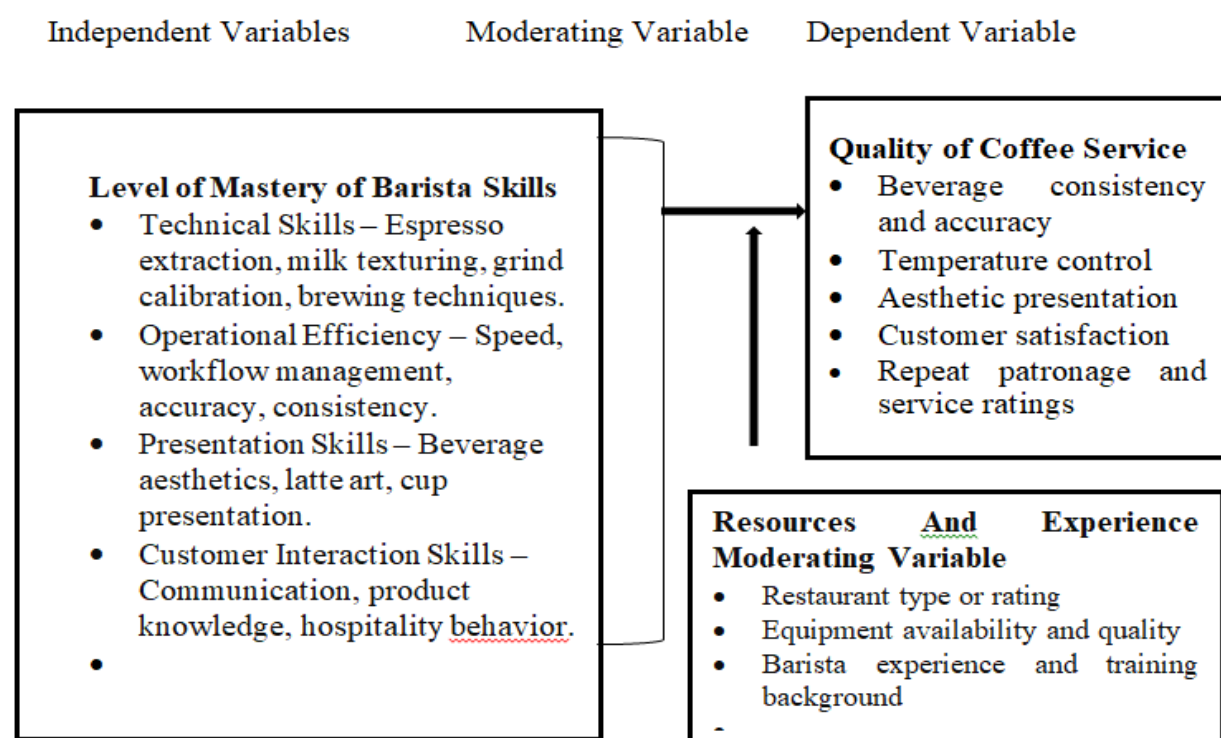 Independent Variables Moderating Variable Dependent Variable
Level of Mastery of Barista Skills
• Technical Skills – Espresso
extraction, milk texturing, grind
calibration, brewing techniques.
• Operational Efficiency – Speed,
workflow management,
accuracy, consistency.
• Presentation Skills – Beverage
aesthetics, latte art, cup
presentation.
• Customer Interaction Skills –
Communication, product
knowledge, hospitality behavior.
•
Quality of Coffee Service
• Beverage consistency
and accuracy
• Temperature control
• Aesthetic presentation
• Customer satisfaction
• Repeat patronage and
service ratings
Resources And Experience
Moderating Variable
• Restaurant type or rating
• Equipment availability and quality
• Barista experience and training
background